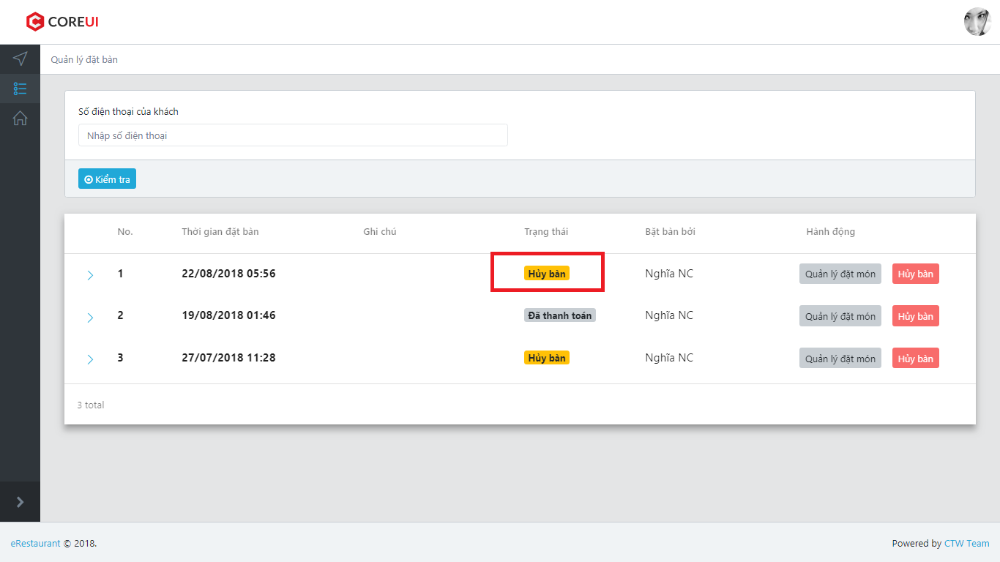 COREUI
Quản lý đặt bàn
Số điện thoại của khách
Nhập số điện thoại
Kiểm tra
No. Thời gian đặt bàn Ghi chú Trạng thái Bặt bàn bởi Hành động
1 22/08/2018 05:56 Hủy bàn Nghĩa NC Quản lý đặt món Hủy bàn
2 19/08/2018 01:46 Đã thanh toán Nghĩa NC Quản lý đặt món Hủy bàn
3 27/07/2018 11:28 Hủy bàn Nghĩa NC Quản lý đặt món Hủy bàn
3 total
eRestaurant © 2018. Powered by CTW Team